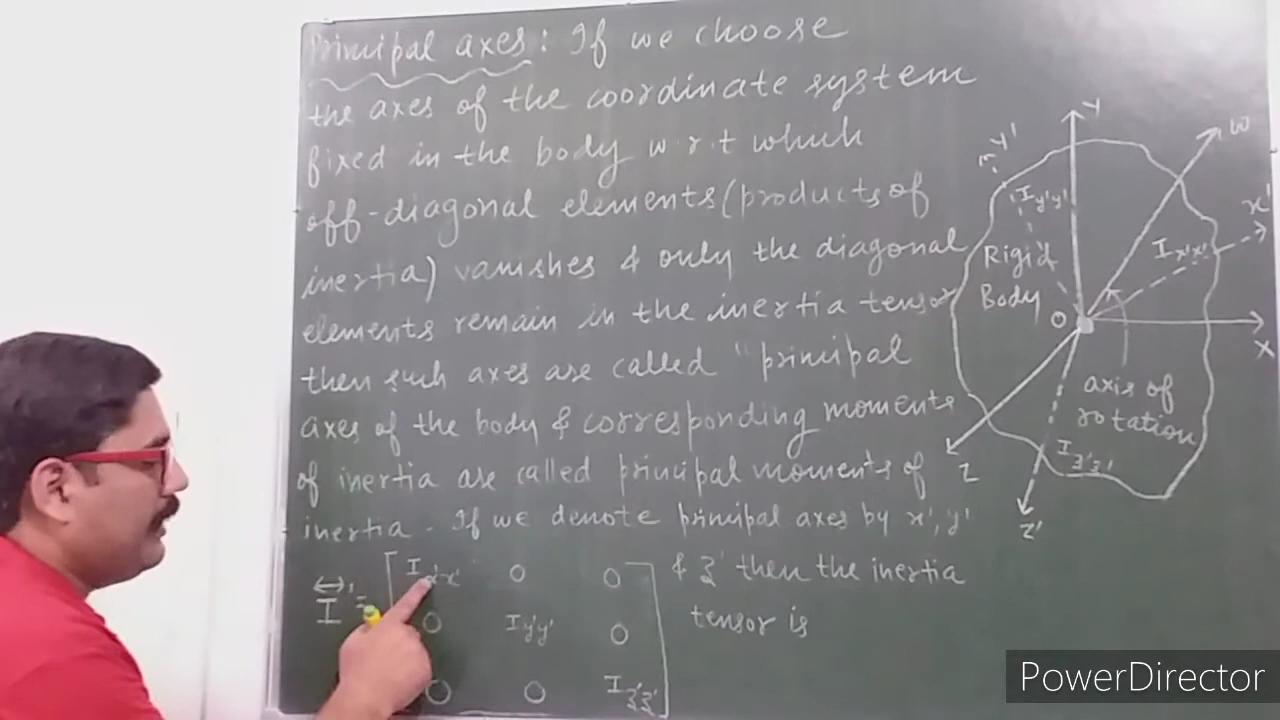 Principal axes: If we choose
the axes of the coordinate system
fixed in the body w.r.t which
off-diagonal elements (products of
inertia) vanishes & only the diagonal
elements remain in the inertia tensor
then such axes are called "principal
axes of the body & corresponding moments
of inertia are called principal moments of
inertia. If we denote principal axes by x', y'
& z' then the inertia
tensor is
I' = [ Ix'x' 0 0
0 Iy'y' 0
0 0 Iz'z' ]
Y
ω
Y'
x'
Iy'y'
Ix'x'
Rigid
Body
O
X
axis of
rotation
Iz'z'
Z
Z'
PowerDirector